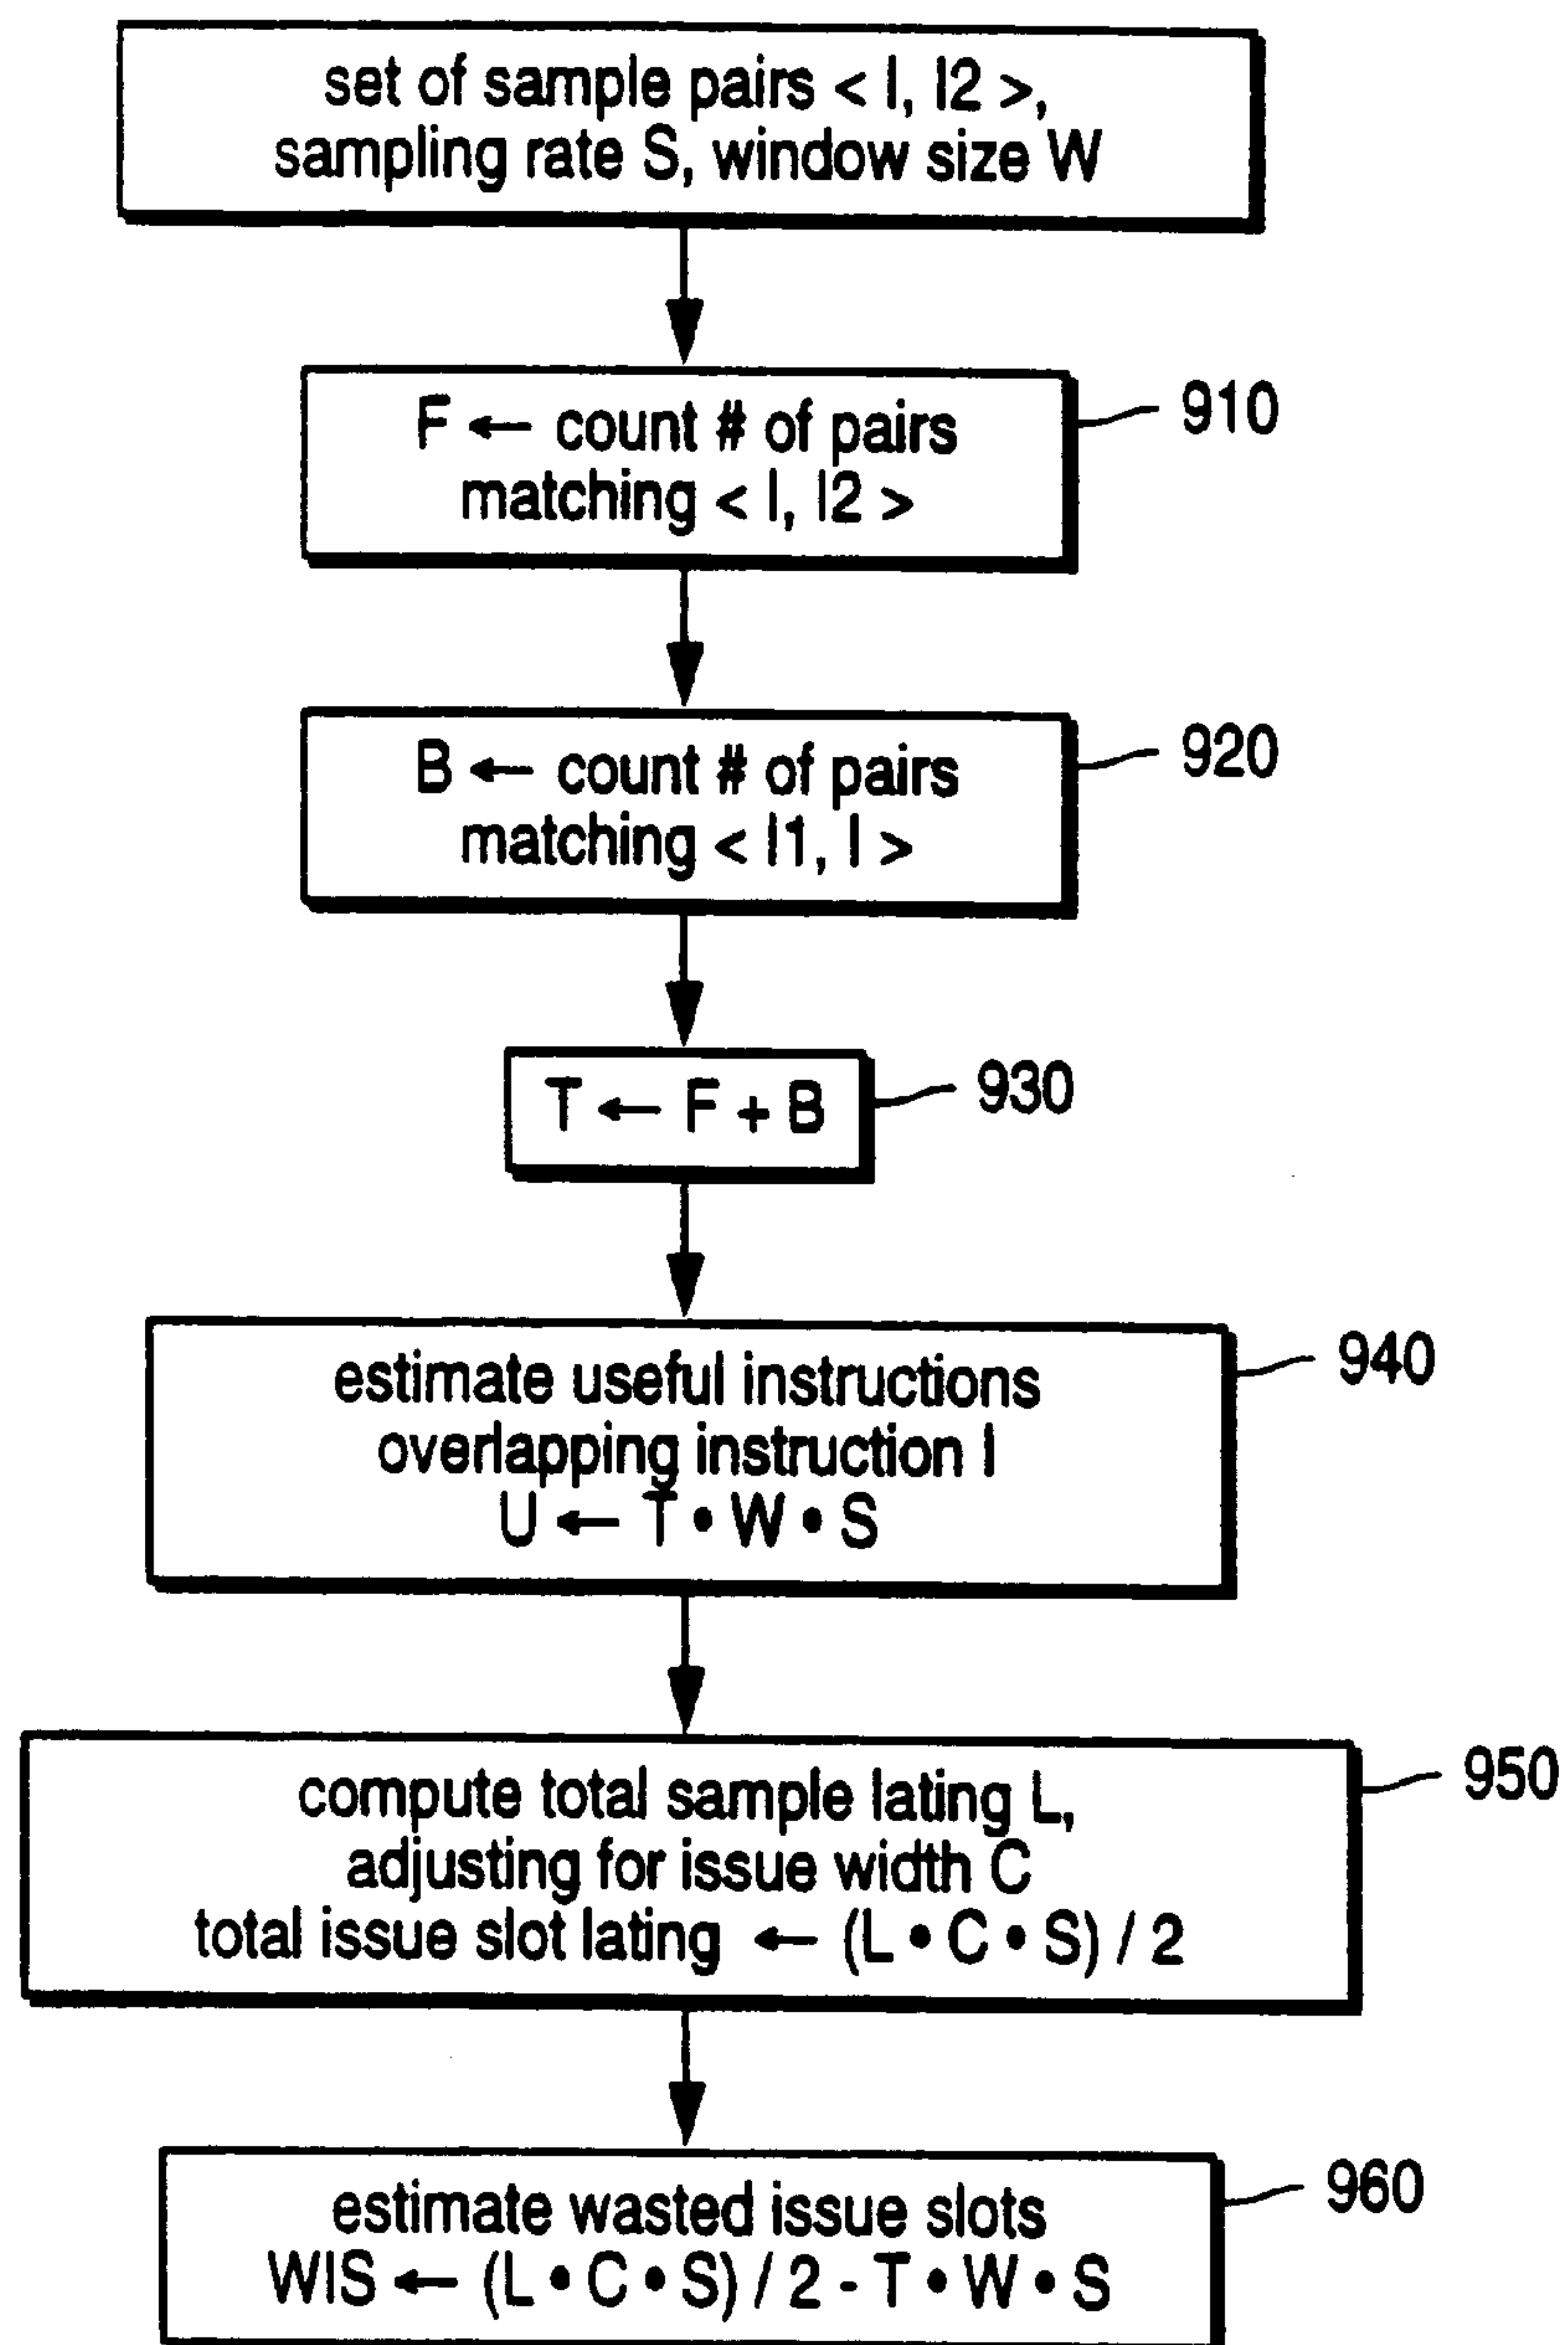 set of sample pairs < I, I2 >,
sampling rate S, window size W
F ← count # of pairs
matching < I, I2 >
910
B ← count # of pairs
matching < I1, I >
920
T ← F + B
930
estimate useful instructions
overlapping instruction I
U ← T • W • S
940
compute total sample lating L,
adjusting for issue width C
total issue slot lating ← (L • C • S) / 2
950
estimate wasted issue slots
WIS ← (L • C • S) / 2 - T • W • S
960